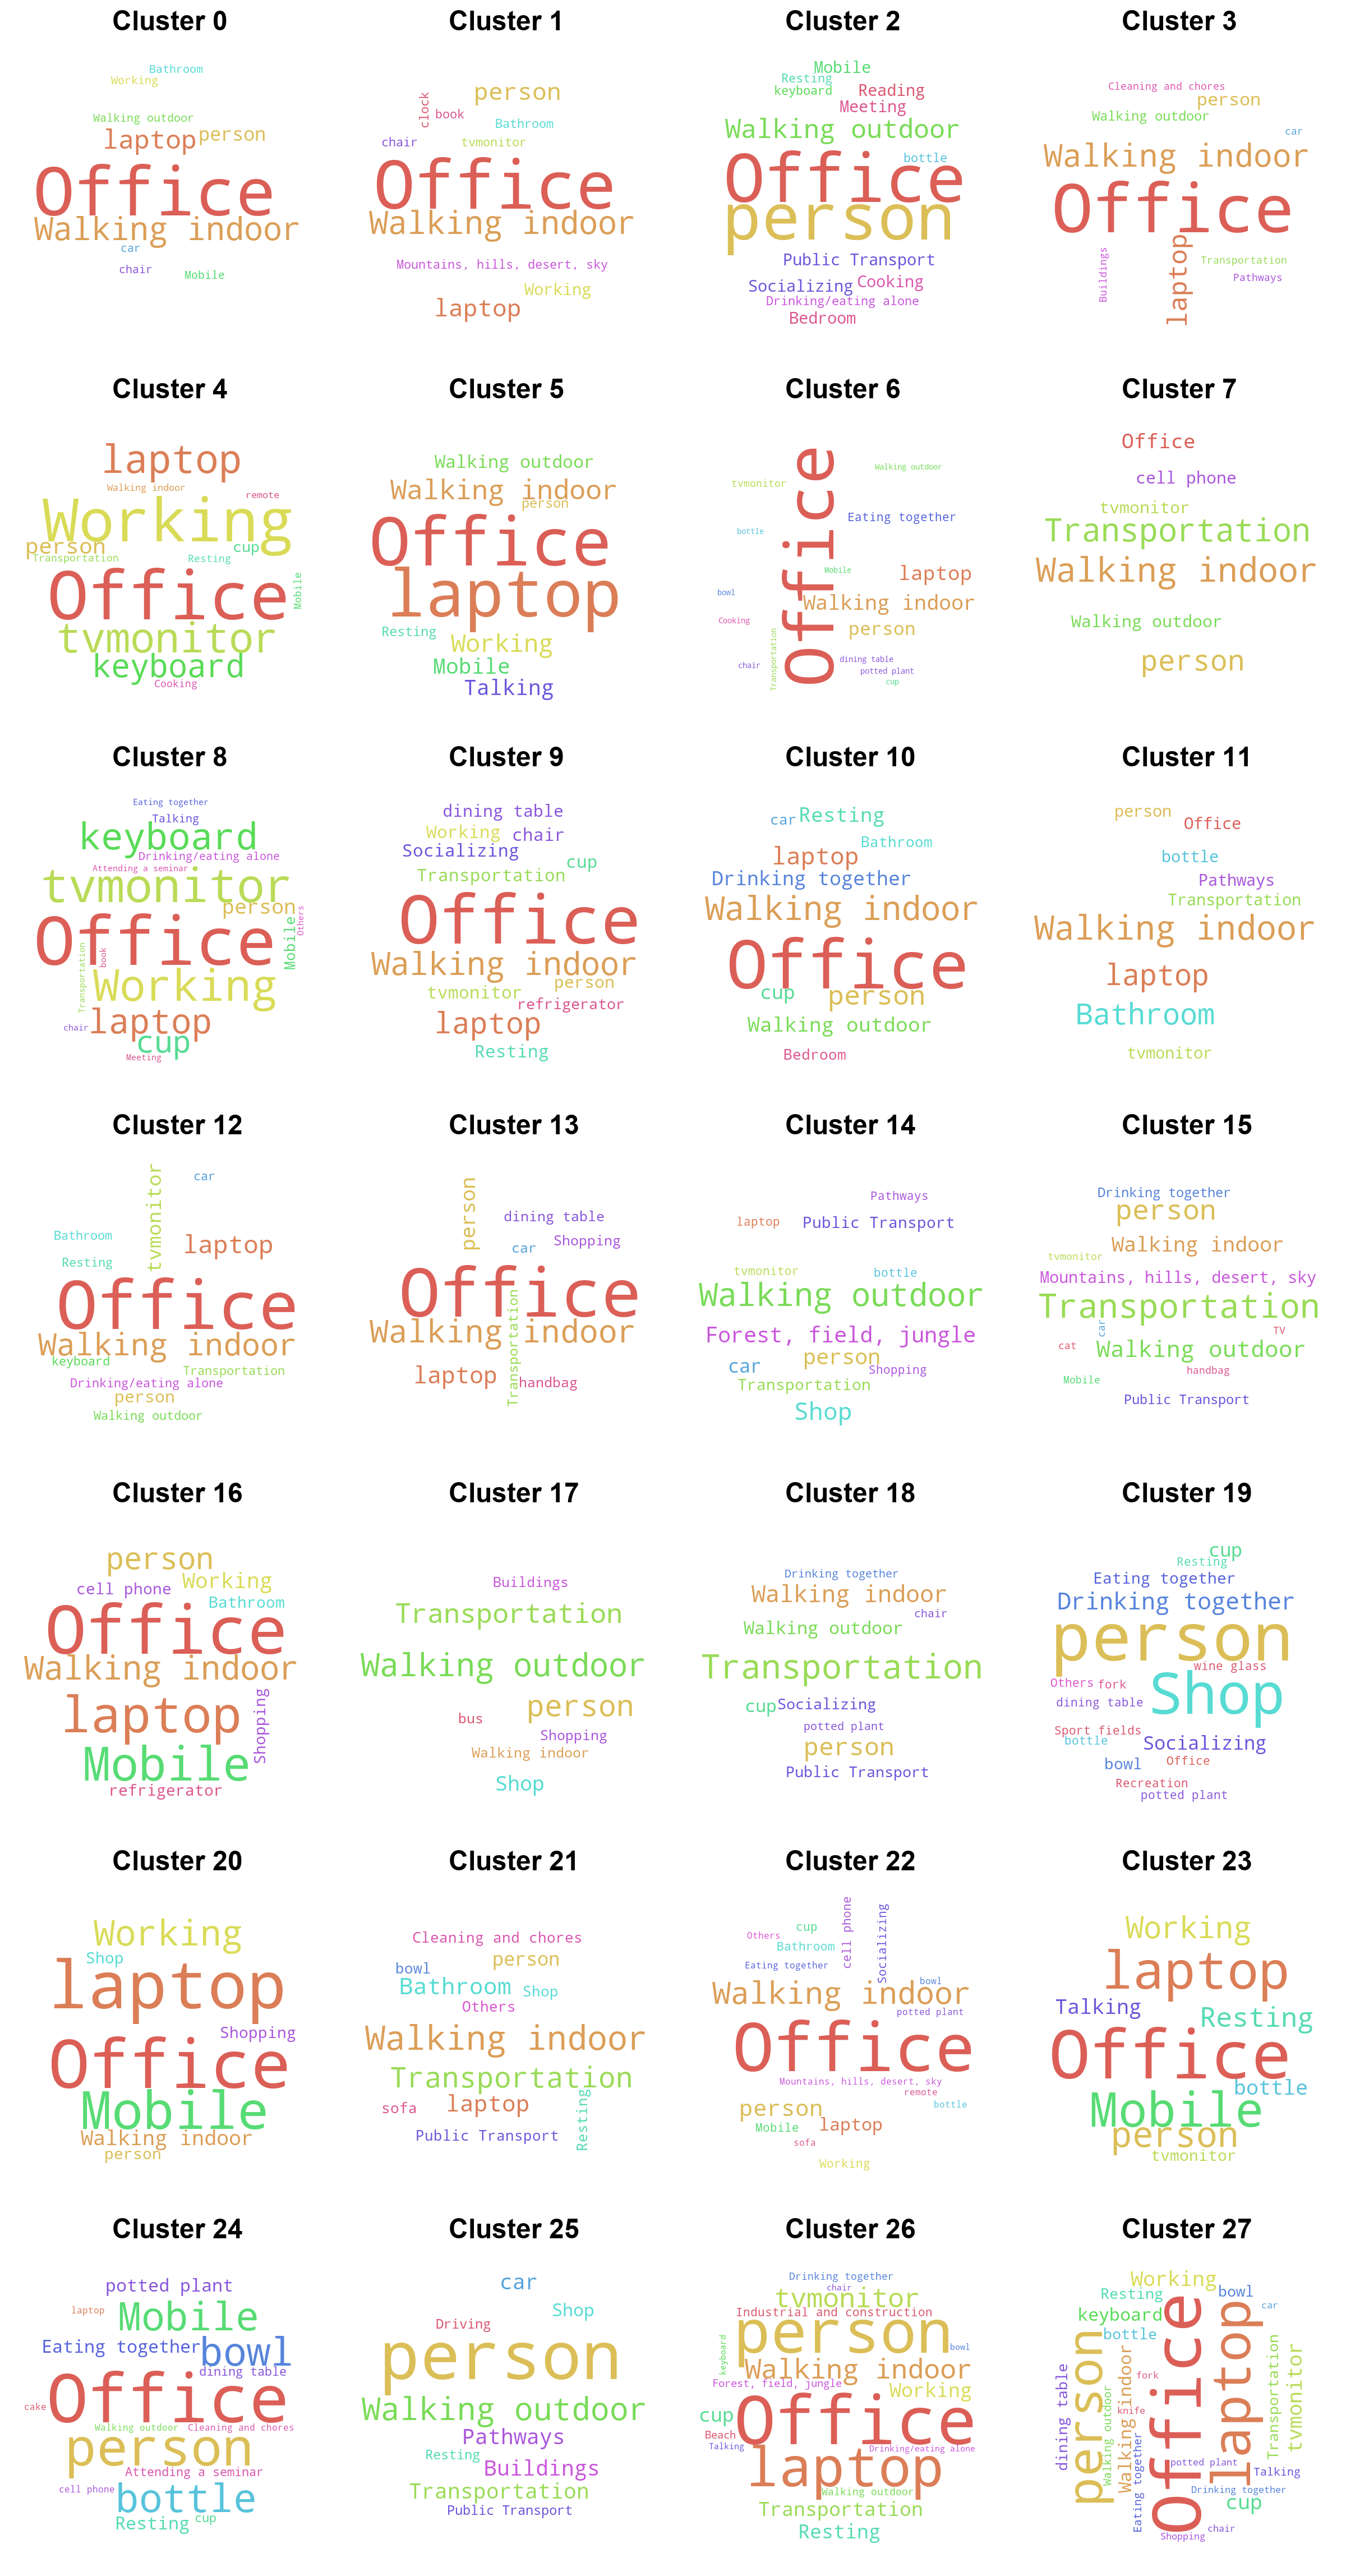 Cluster 0
Bathroom
Working
Walking outdoor
laptop
person
Office
Walking indoor
car
chair
Mobile
Cluster 1
person
clock
book
Bathroom
chair
tvmonitor
Office
Walking indoor
Mountains, hills, desert, sky
Working
laptop
Cluster 2
Mobile
Resting
keyboard
Reading
Meeting
Walking outdoor
Office
bottle
person
Public Transport
Socializing
Cooking
Drinking/eating alone
Bedroom
Cluster 3
Cleaning and chores
person
Walking outdoor
car
Walking indoor
Office
Buildings
laptop
Transportation
Pathways
Cluster 4
laptop
Walking indoor
remote
Working
person
cup
Transportation
Resting
Office
Mobile
tvmonitor
keyboard
Cooking
Cluster 5
Walking outdoor
Walking indoor
person
Office
laptop
Resting
Working
Mobile
Talking
Cluster 6
Walking outdoor
tvmonitor
Office
Eating together
bottle
Mobile
laptop
bowl
Walking indoor
Cooking
person
Transportation
chair
dining table
potted plant
cup
Cluster 7
Office
cell phone
tvmonitor
Transportation
Walking indoor
Walking outdoor
person
Cluster 8
Eating together
Talking
keyboard
Drinking/eating alone
Attending a seminar
tvmonitor
person
Office
Mobile
Others
Transportation
book
Working
laptop
chair
cup
Meeting
Cluster 9
dining table
Working
chair
Socializing
cup
Transportation
Office
Walking indoor
person
tvmonitor
refrigerator
laptop
Resting
Cluster 10
car
Resting
Bathroom
laptop
Drinking together
Walking indoor
Office
cup
person
Walking outdoor
Bedroom
Cluster 11
person
Office
bottle
Pathways
Transportation
Walking indoor
laptop
Bathroom
tvmonitor
Cluster 12
tvmonitor
car
Bathroom
laptop
Resting
Office
Walking indoor
keyboard
Transportation
Drinking/eating alone
person
Walking outdoor
Cluster 13
person
dining table
car
Shopping
Office
Transportation
Walking indoor
laptop
handbag
Cluster 14
Pathways
laptop
Public Transport
tvmonitor
bottle
Walking outdoor
Forest, field, jungle
person
car
Shopping
Transportation
Shop
Cluster 15
Drinking together
person
Walking indoor
tvmonitor
Mountains, hills, desert, sky
Transportation
car
TV
cat
Walking outdoor
handbag
Mobile
Public Transport
Cluster 16
person
cell phone
Working
Bathroom
Office
Walking indoor
laptop
Shopping
Mobile
refrigerator
Cluster 17
Buildings
Transportation
Walking outdoor
person
bus
Shopping
Walking indoor
Shop
Cluster 18
Drinking together
Walking indoor
chair
Walking outdoor
Transportation
cup
Socializing
potted plant
person
Public Transport
Cluster 19
cup
Resting
Eating together
Drinking together
person
wine glass
Others
fork
dining table
Shop
Sport fields
bottle
Socializing
bowl
Office
Recreation
potted plant
Cluster 20
Working
Shop
laptop
Shopping
Office
Mobile
Walking indoor
person
Cluster 21
Cleaning and chores
person
bowl
Bathroom
Shop
Others
Walking indoor
Transportation
laptop
sofa
Resting
Public Transport
Cluster 22
cell phone
Socializing
cup
Others
Bathroom
Eating together
bowl
Walking indoor
potted plant
Office
Mountains, hills, desert, sky
remote
person
bottle
Mobile
laptop
sofa
Working
Cluster 23
Working
laptop
Talking
Resting
Office
bottle
Mobile
person
tvmonitor
Cluster 24
potted plant
laptop
Mobile
Eating together
bowl
dining table
Office
cake
Walking outdoor
Cleaning and chores
person
Attending a seminar
cell phone
bottle
Resting
cup
Cluster 25
car
Shop
Driving
person
Walking outdoor
Pathways
Resting
Buildings
Transportation
Public Transport
Cluster 26
Drinking together
chair
tvmonitor
Industrial and construction
person
keyboard
bowl
Walking indoor
Forest, field, jungle
Working
cup
Office
Beach
Talking
Drinking/eating alone
laptop
Walking outdoor
Transportation
Resting
Cluster 27
Working
Resting
bowl
car
keyboard
bottle
person
Office
laptop
dining table
Walking indoor
Walking outdoor
fork
knife
Transportation
tvmonitor
Eating together
potted plant
Talking
Drinking together
cup
chair
Shopping